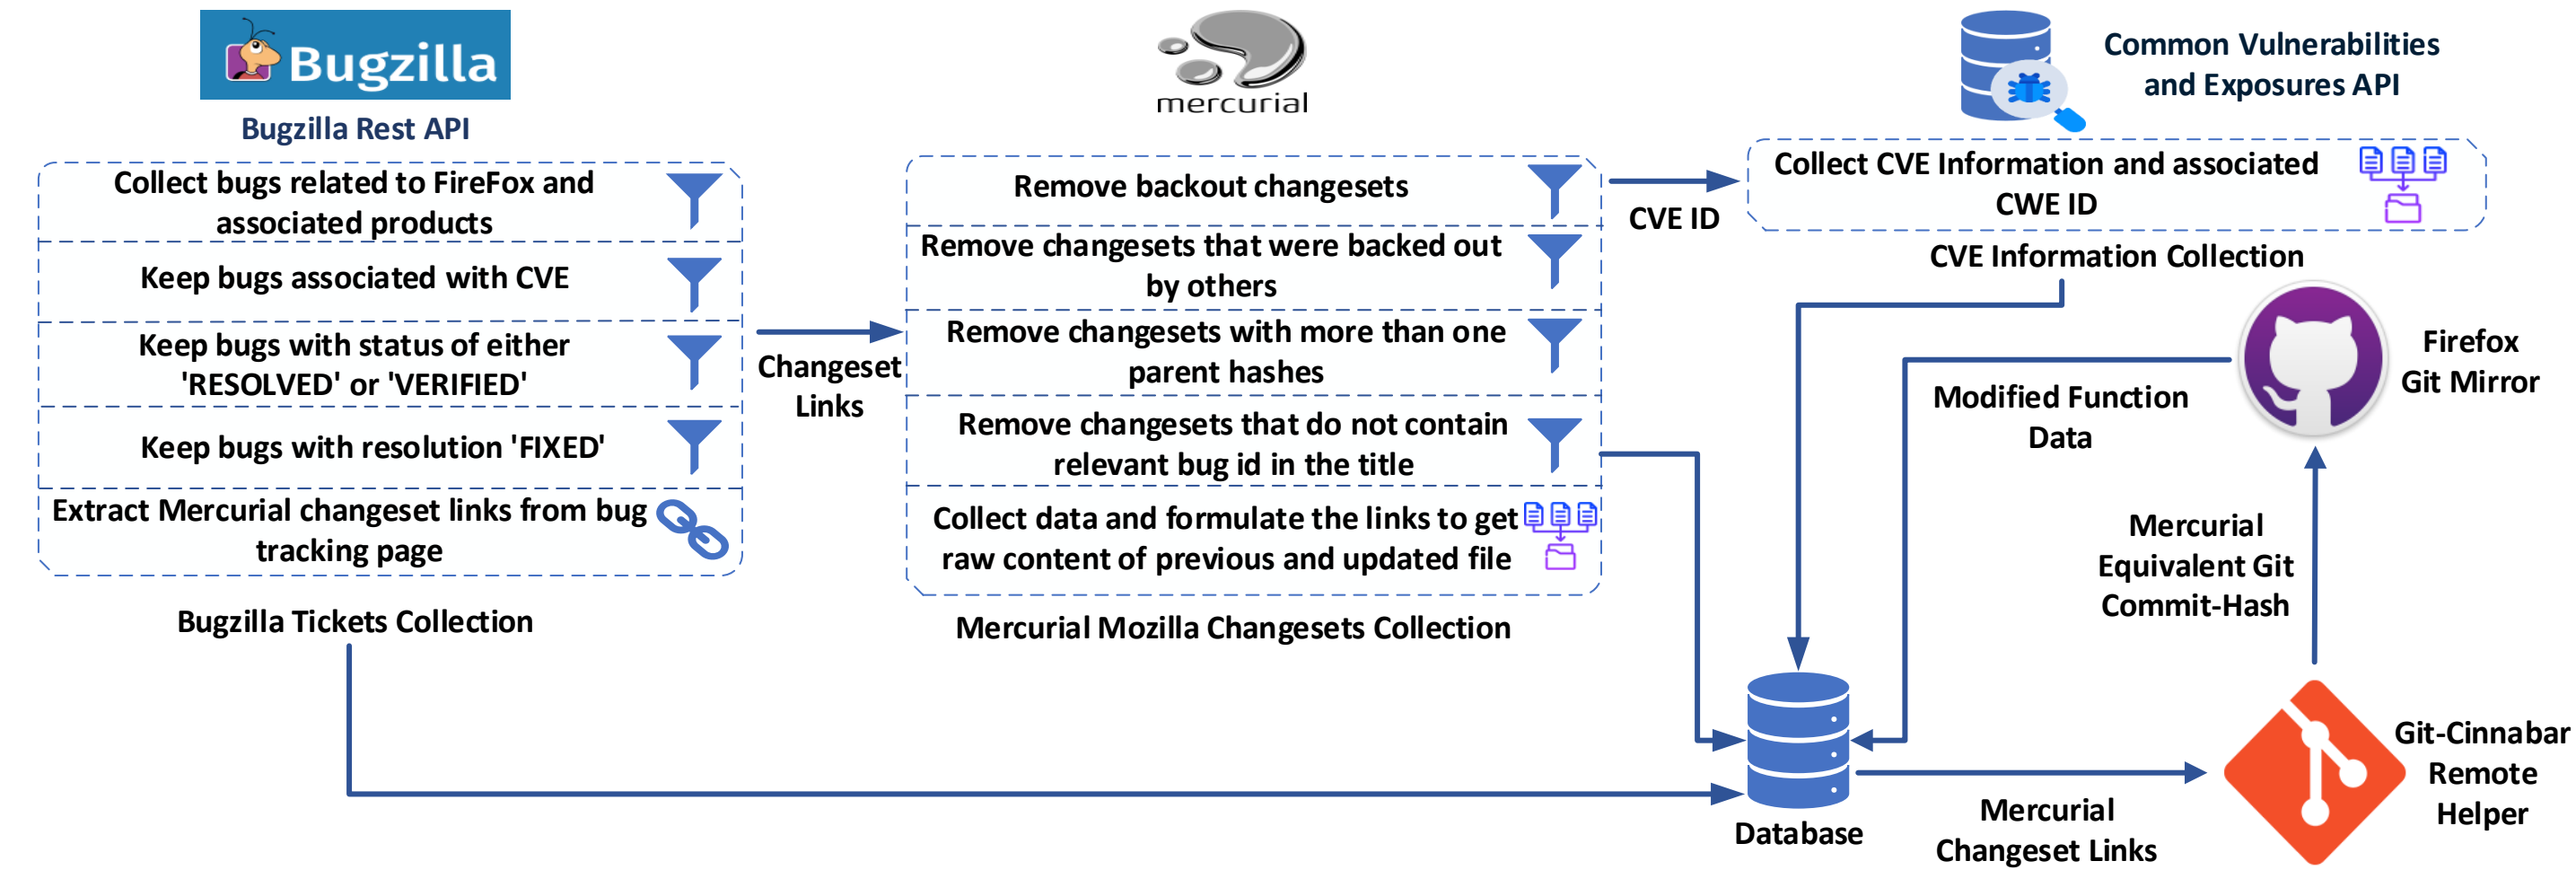 Bugzilla
Bugzilla Rest API
Collect bugs related to FireFox and
associated products
Keep bugs associated with CVE
Keep bugs with status of either
'RESOLVED' or 'VERIFIED'
Keep bugs with resolution 'FIXED'
Extract Mercurial changeset links from bug
tracking page
Bugzilla Tickets Collection
Changeset
Links
mercurial
Remove backout changesets
Remove changesets that were backed out
by others
Remove changesets with more than one
parent hashes
Remove changesets that do not contain
relevant bug id in the title
Collect data and formulate the links to get
raw content of previous and updated file
Mercurial Mozilla Changesets Collection
CVE ID
Common Vulnerabilities
and Exposures API
Collect CVE Information and associated
CWE ID
CVE Information Collection
Firefox
Git Mirror
Modified Function
Data
Mercurial
Equivalent Git
Commit-Hash
Git-Cinnabar
Remote
Helper
Database
Mercurial
Changeset Links